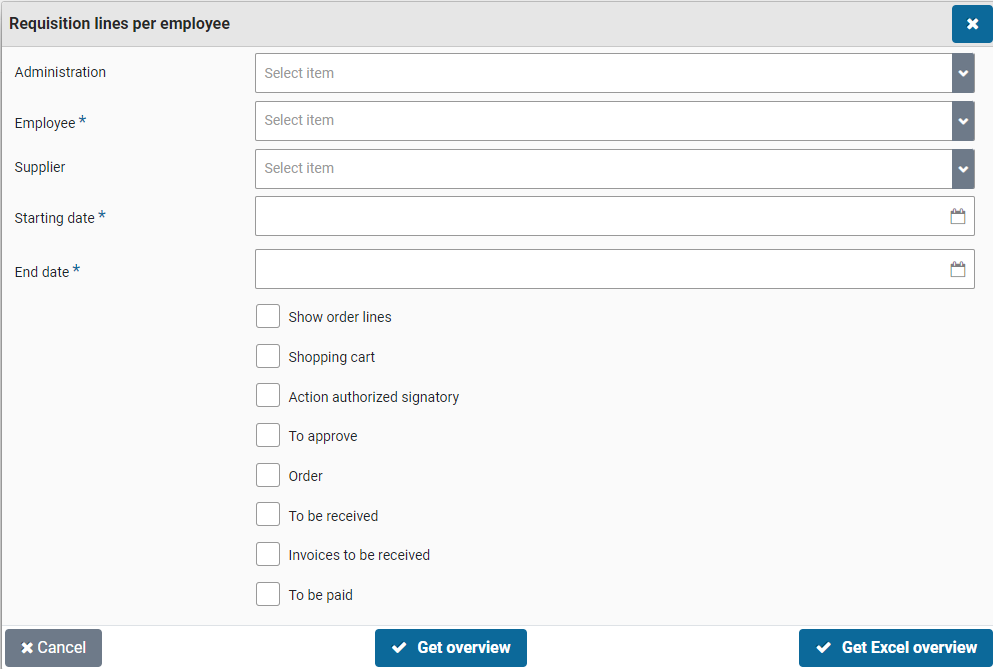 Requisition lines per employee
Administration
Select item
Employee *
Select item
Supplier
Select item
Starting date *
End date *
Show order lines
Shopping cart
Action authorized signatory
To approve
Order
To be received
Invoices to be received
To be paid
Cancel
Get overview
Get Excel overview